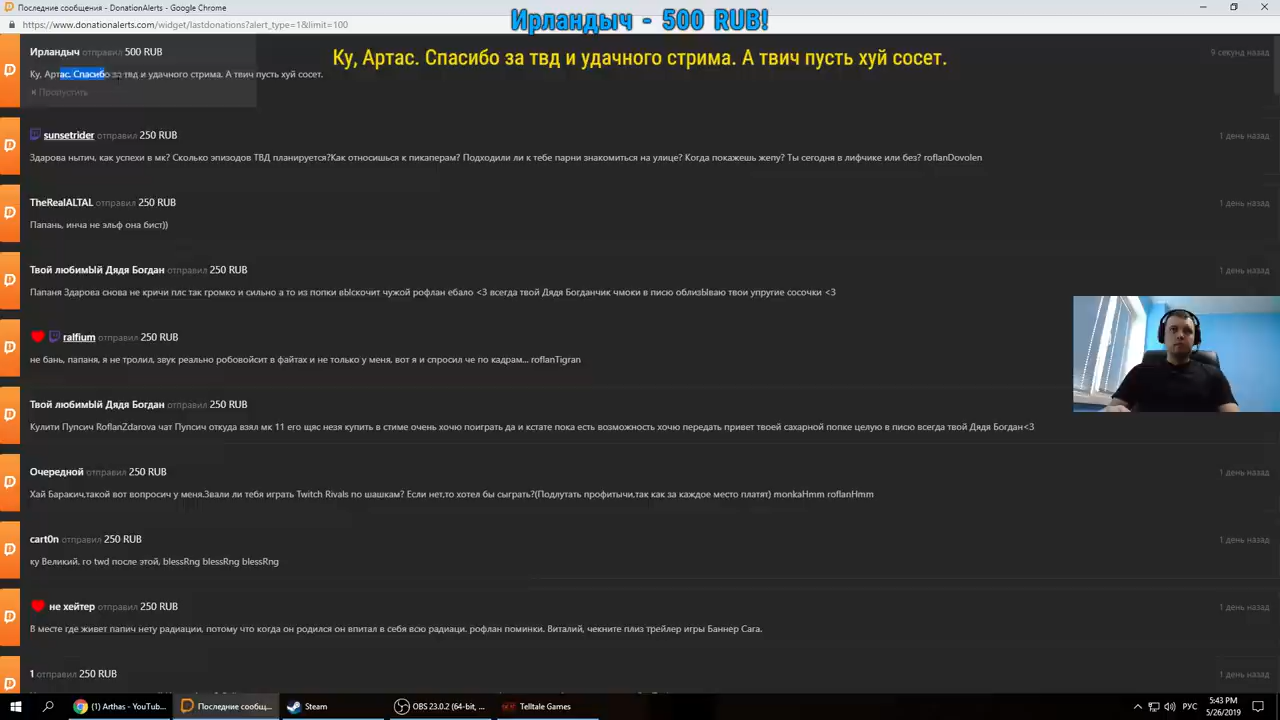 Последние сообщения - DonationAlerts - Google Chrome
https://www.donationalerts.com/widget/lastdonations?alert_type=1&limit=100
Ирландыч - 500 RUB!
Ку, Артас. Спасибо за твд и удачного стрима. А твич пусть хуй сосет.
Ирландыч отправил 500 RUB
9 секунд назад
Ку, Артас. Спасибо за твд и удачного стрима. А твич пусть хуй сосет.
× Пропустить
sunsetrider отправил 250 RUB
1 день назад
Здарова нытич, как успехи в мк? Сколько эпизодов ТВД планируется?Как относишься к пикаперам? Подходили ли к тебе парни знакомиться на улице? Когда покажешь жепу? Ты сегодня в лифчике или без? roflanDovolen
TheRealALTAL отправил 250 RUB
1 день назад
Папань, инча не эльф она бист))
Твой любимЫй Дядя Богдан отправил 250 RUB
1 день назад
Папаня Здарова снова не кричи плс так громко и сильно а то из попки вЫскочит чужой рофлан ебало <3 всегда твой Дядя Богданчик чмоки в писю облизЫваю твои упругие сосочки <3
ralfium отправил 250 RUB
1 день назад
не бань, папаня, я не тролил, звук реально робовойсит в файтах и не только у меня, вот я и спросил че по кадрам... roflanTigran
Твой любимЫй Дядя Богдан отправил 250 RUB
1 день назад
Кулити Пупсич RoflanZdarova чат Пупсич откуда взял мк 11 его щяс незя купить в стиме очень хочю поиграть да и кстате пока есть возможность хочю передать привет твоей сахарной попке целую в писю всегда твой Дядя Богдан<3
Очередной отправил 250 RUB
1 день назад
Хай Баракич,такой вот вопросич у меня.Звали ли тебя играть Twitch Rivals по шашкам? Если нет,то хотел бы сыграть?(Подлутать профитычи,так как за каждое место платят) monkaHmm roflanHmm
cart0n отправил 250 RUB
1 день назад
ку Великий. го twd после этой, blessRng blessRng blessRng
не хейтер отправил 250 RUB
1 день назад
В месте где живет папич нету радиации, потому что когда он родился он впитал в себя всю радиаци. рофлан поминки. Виталий, чекните плиз трейлер игры Баннер Сага.
1 отправил 250 RUB
1 день назад
(1) Arthas - YouTub...
Последние сообщ...
Steam
OBS 23.0.2 (64-bit, ...
Telltale Games
РУС
5:43 PM
5/26/2019